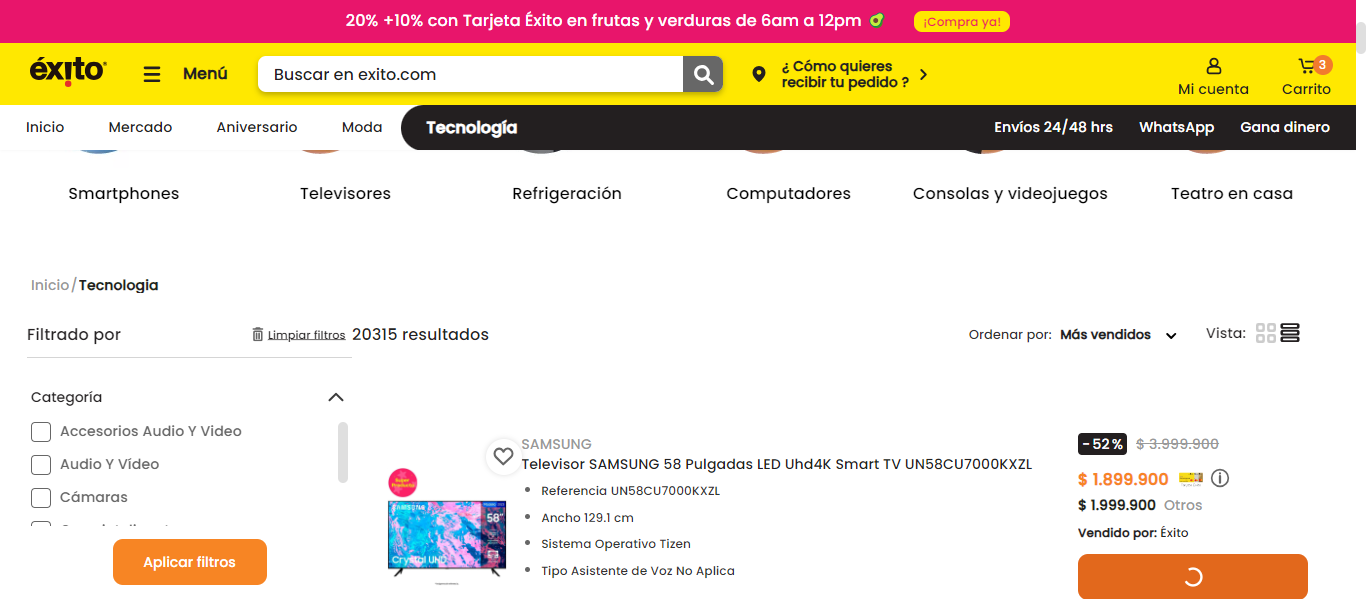 20% +10% con Tarjeta Éxito en frutas y verduras de 6am a 12pm
¡Compra ya!
éxito
Menú
Buscar en exito.com
¿ Cómo quieres
recibir tu pedido ?
Mi cuenta
3
Carrito
Inicio
Mercado
Aniversario
Moda
Tecnología
Envíos 24/48 hrs
WhatsApp
Gana dinero
Smartphones
Televisores
Refrigeración
Computadores
Consolas y videojuegos
Teatro en casa
Inicio/Tecnologia
Filtrado por
Limpiar filtros
20315 resultados
Ordenar por: Más vendidos
Vista:
Categoría
Accesorios Audio Y Video
Audio Y Vídeo
Cámaras
Aplicar filtros
SAMSUNG
Televisor SAMSUNG 58 Pulgadas LED Uhd4K Smart TV UN58CU7000KXZL
Referencia UN58CU7000KXZL
Ancho 129.1 cm
Sistema Operativo Tizen
Tipo Asistente de Voz No Aplica
SAMSUNG
58"
Crystal UHD
-52% $ 3.999.900
$ 1.899.900
$ 1.999.900 Otros
Vendido por: Éxito